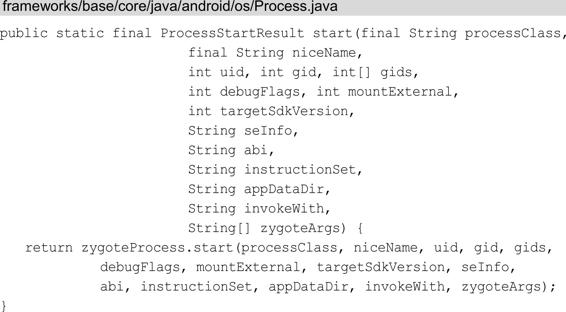 frameworks/base/core/java/android/os/Process.java
public static final ProcessStartResult start(final String processClass,
final String niceName,
int uid, int gid, int[] gids,
int debugFlags, int mountExternal,
int targetSdkVersion,
String seInfo,
String abi,
String instructionSet,
String appDataDir,
String invokeWith,
String[] zygoteArgs) {
return zygoteProcess.start(processClass, niceName, uid, gid, gids,
debugFlags, mountExternal, targetSdkVersion, seInfo,
abi, instructionSet, appDataDir, invokeWith, zygoteArgs);
}